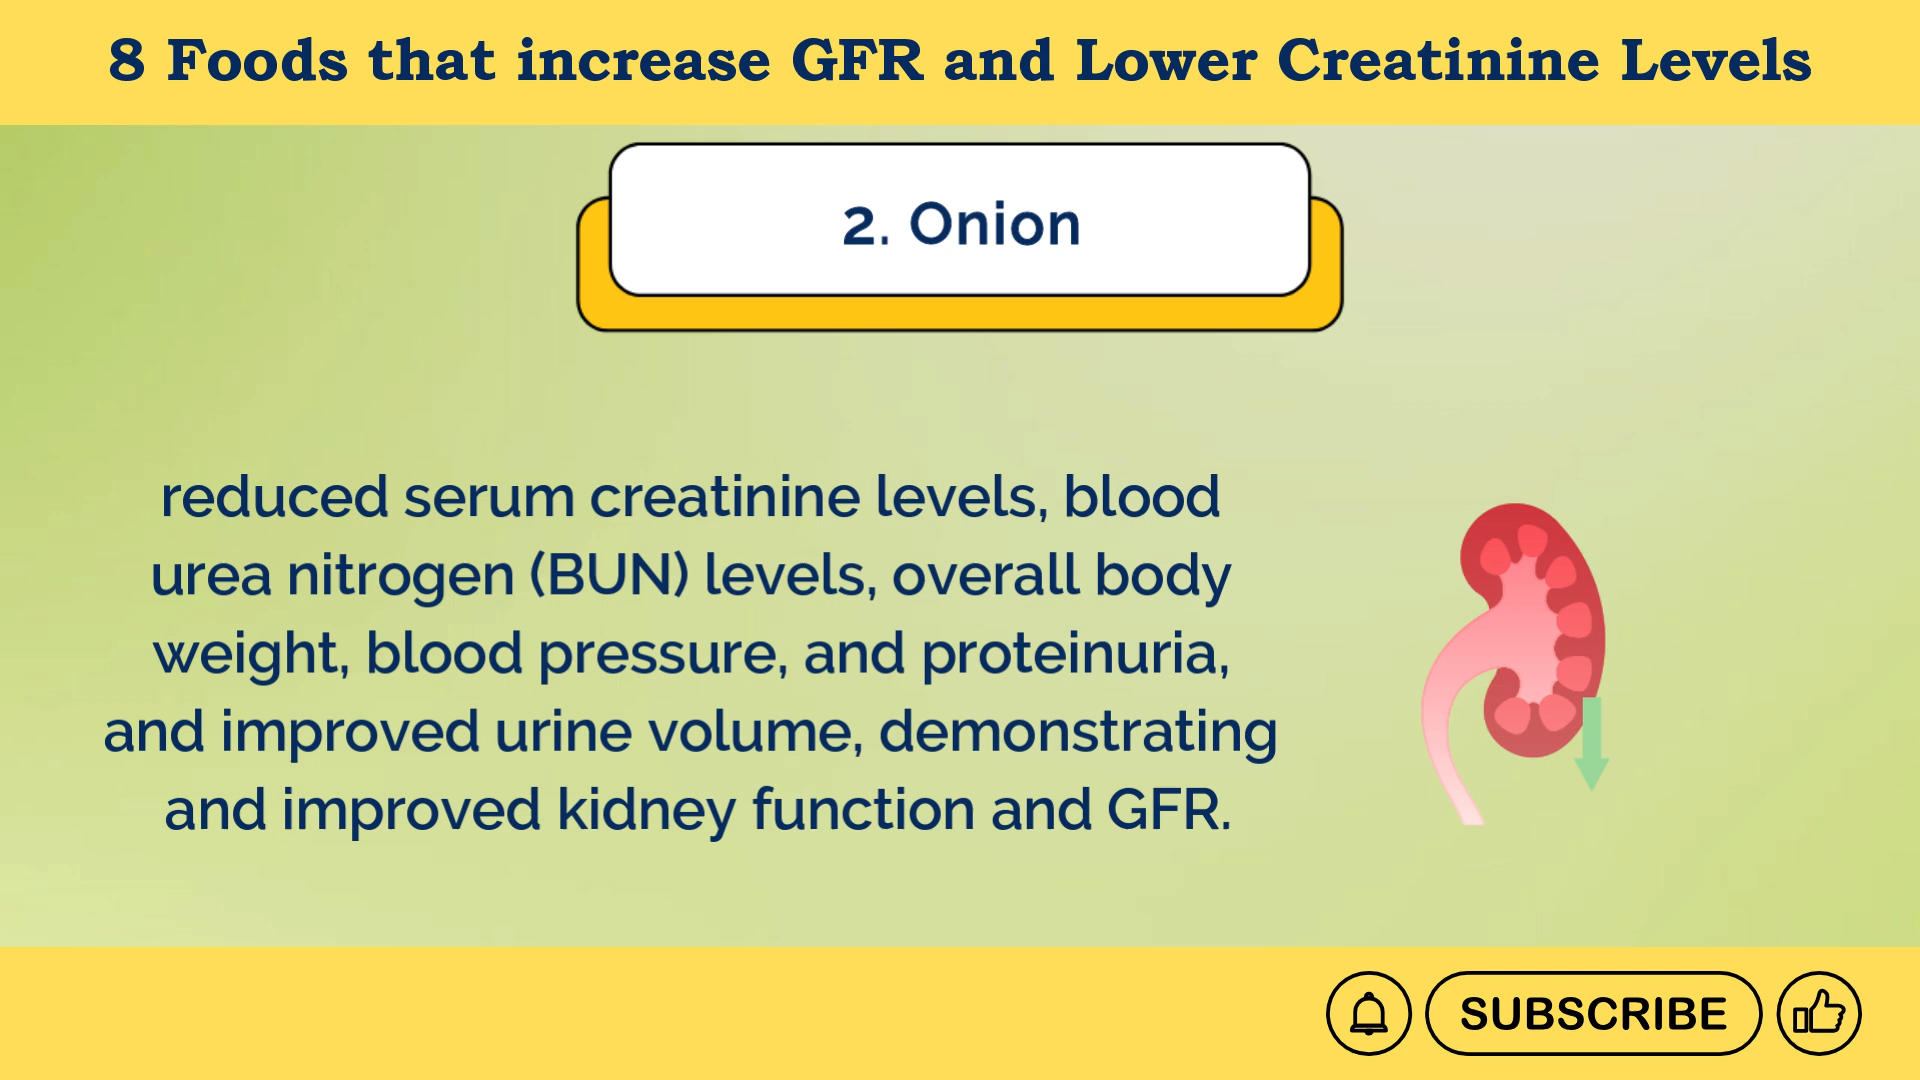 8 Foods that increase GFR and Lower Creatinine Levels
2. Onion
reduced serum creatinine levels, blood
urea nitrogen (BUN) levels, overall body
weight, blood pressure, and proteinuria,
and improved urine volume, demonstrating
and improved kidney function and GFR.
SUBSCRIBE